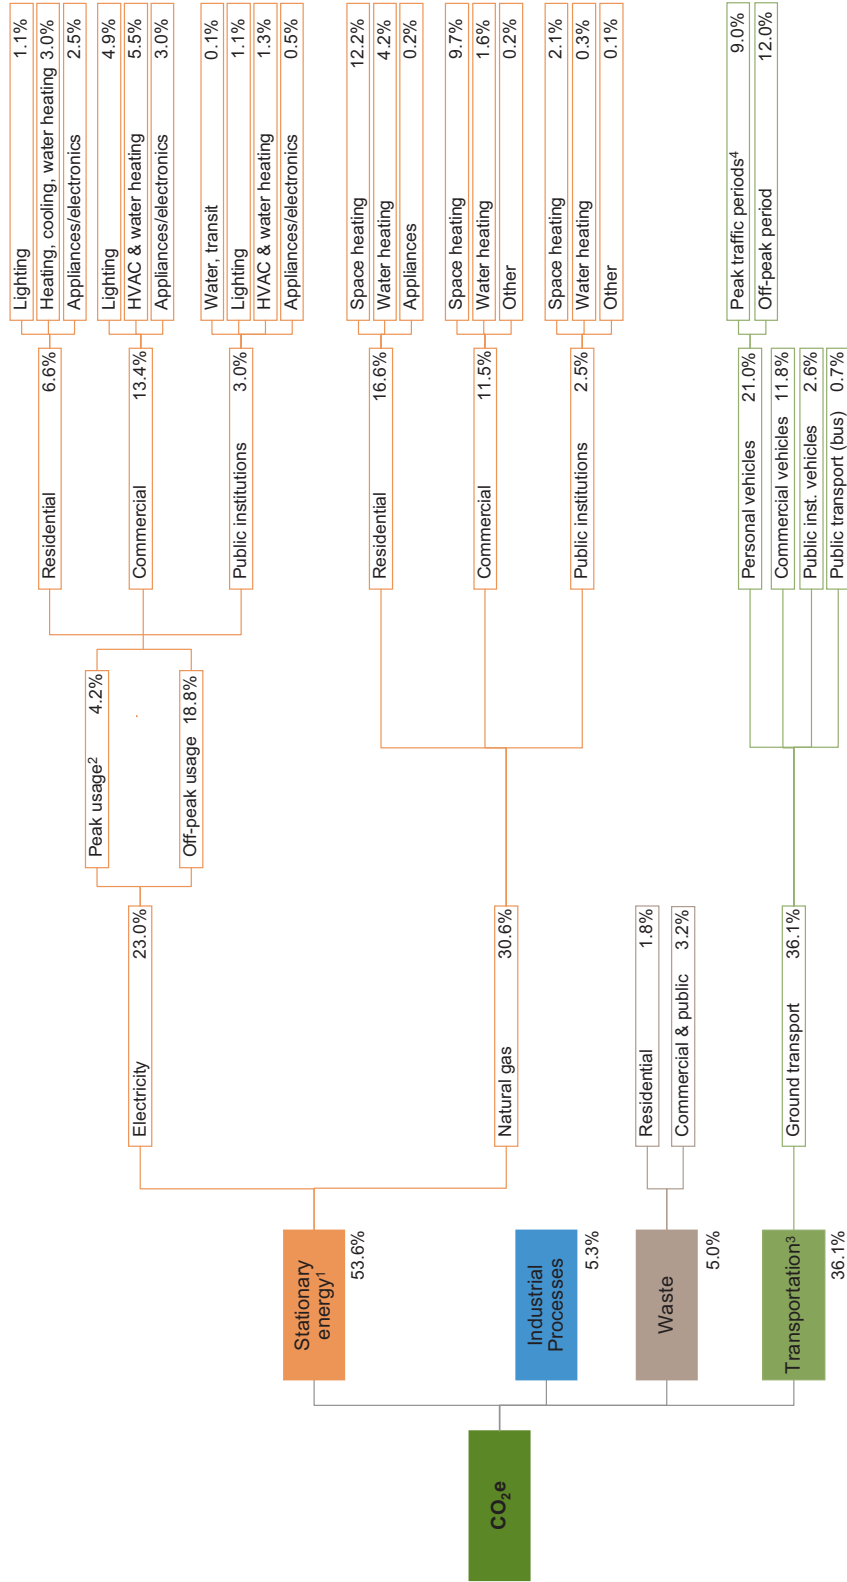 CO₂e
Stationary
energy¹
53.6%
Industrial
Processes
5.3%
Waste
5.0%
Transportation³
36.1%
Electricity 23.0%
Natural gas 30.6%
Residential 1.8%
Commercial & public 3.2%
Ground transport 36.1%
Peak usage² 4.2%
Off-peak usage 18.8%
Residential 6.6%
Commercial 13.4%
Public institutions 3.0%
Residential 16.6%
Commercial 11.5%
Public institutions 2.5%
Personal vehicles 21.0%
Commercial vehicles 11.8%
Public inst. vehicles 2.6%
Public transport (bus) 0.7%
Lighting 1.1%
Heating, cooling, water heating 3.0%
Appliances/electronics 2.5%
Lighting 4.9%
HVAC & water heating 5.5%
Appliances/electronics 3.0%
Water, transit 0.1%
Lighting 1.1%
HVAC & water heating 1.3%
Appliances/electronics 0.5%
Space heating 12.2%
Water heating 4.2%
Appliances 0.2%
Space heating 9.7%
Water heating 1.6%
Other 0.2%
Space heating 2.1%
Water heating 0.3%
Other 0.1%
Peak traffic periods⁴ 9.0%
Off-peak period 12.0%